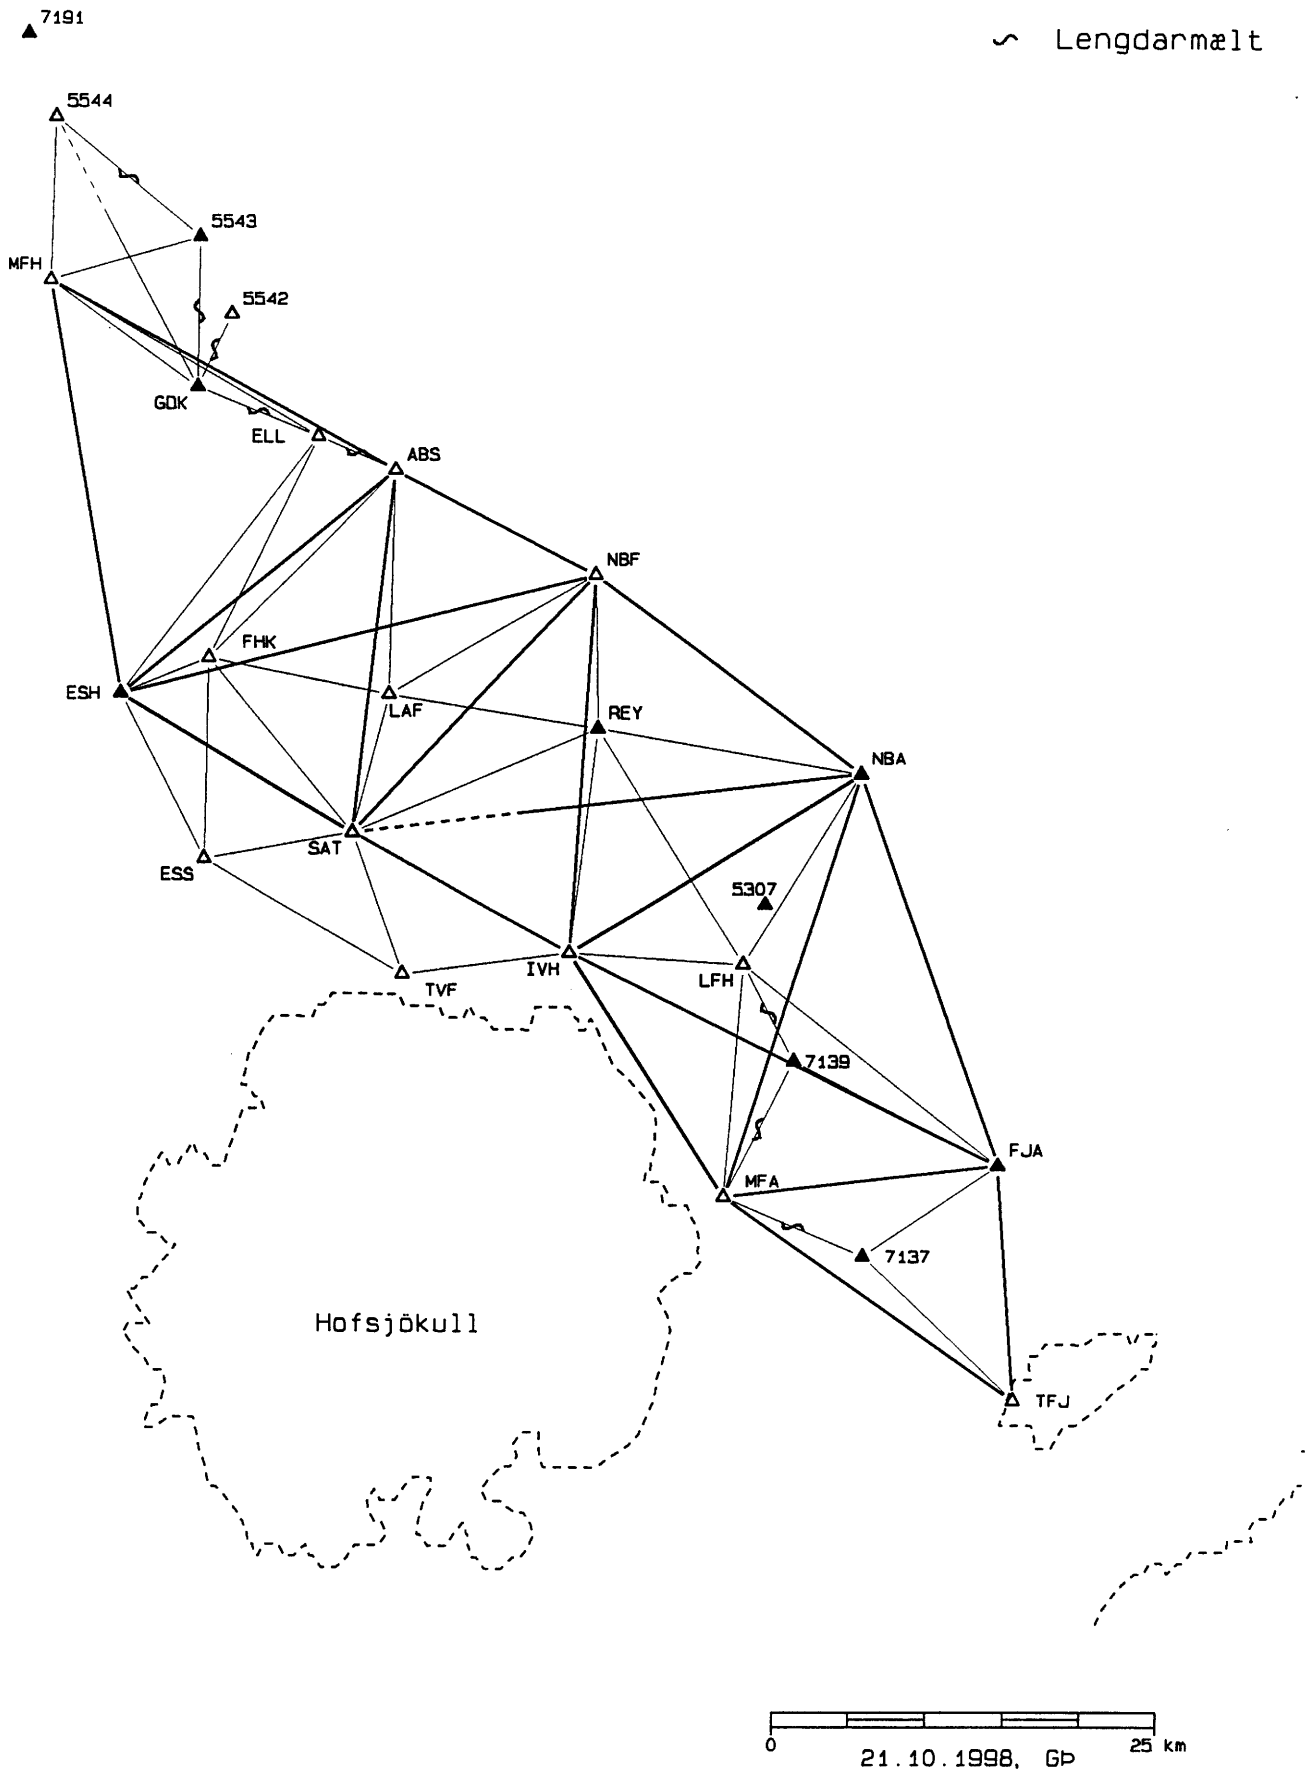 7191
Lengdarmælt
5544
5543
MFH
5542
GDK
ELL
ABS
NBF
FHK
ESH
LAF
REY
NBA
SAT
ESS
5307
IVH
LFH
TVF
7139
FJA
MFA
7137
Hofsjökull
TFJ
0 25 km
21.10.1998, GÞ